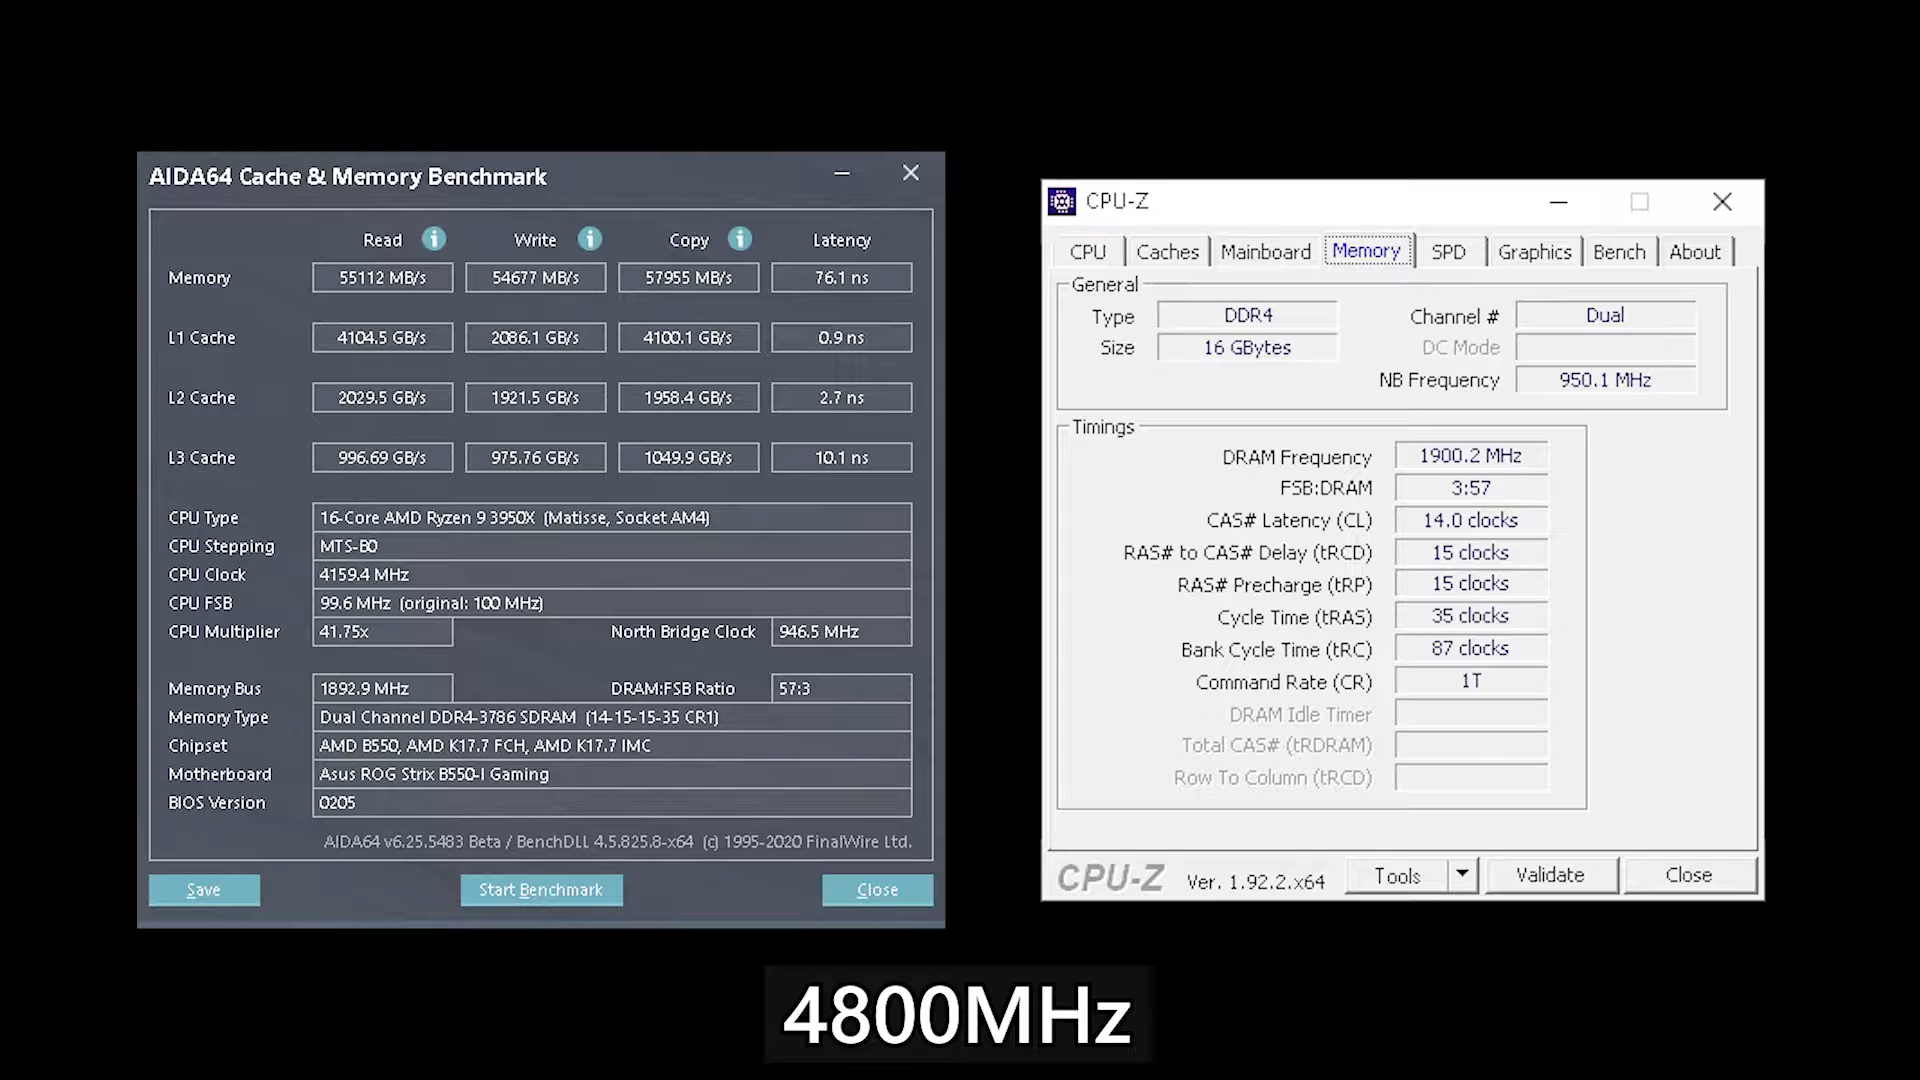 AIDA64 Cache & Memory Benchmark
Read Write Copy Latency
Memory 55112 MB/s 54677 MB/s 57955 MB/s 76.1 ns
L1 Cache 4104.5 GB/s 2086.1 GB/s 4100.1 GB/s 0.9 ns
L2 Cache 2029.5 GB/s 1921.5 GB/s 1958.4 GB/s 2.7 ns
L3 Cache 996.69 GB/s 975.76 GB/s 1049.9 GB/s 10.1 ns
CPU Type 16-Core AMD Ryzen 9 3950X (Matisse, Socket AM4)
CPU Stepping MTS-B0
CPU Clock 4159.4 MHz
CPU FSB 99.6 MHz (original: 100 MHz)
CPU Multiplier 41.75x North Bridge Clock 946.5 MHz
Memory Bus 1892.9 MHz DRAM:FSB Ratio 57:3
Memory Type Dual Channel DDR4-3786 SDRAM (14-15-15-35 CR1)
Chipset AMD B550, AMD K17.7 FCH, AMD K17.7 IMC
Motherboard Asus ROG Strix B550-I Gaming
BIOS Version 0205
AIDA64 v6.25.5483 Beta / BenchDLL 4.5.825.8-x64 (c) 1995-2020 FinalWire Ltd.
Save Start Benchmark Close
CPU-Z
CPU Caches Mainboard Memory SPD Graphics Bench About
General
Type DDR4 Channel # Dual
Size 16 GBytes DC Mode
NB Frequency 950.1 MHz
Timings
DRAM Frequency 1900.2 MHz
FSB:DRAM 3:57
CAS# Latency (CL) 14.0 clocks
RAS# to CAS# Delay (tRCD) 15 clocks
RAS# Precharge (tRP) 15 clocks
Cycle Time (tRAS) 35 clocks
Bank Cycle Time (tRC) 87 clocks
Command Rate (CR) 1T
DRAM Idle Timer
Total CAS# (tRDRAM)
Row To Column (tRCD)
CPU-Z Ver. 1.92.2.x64 Tools Validate Close
4800MHz